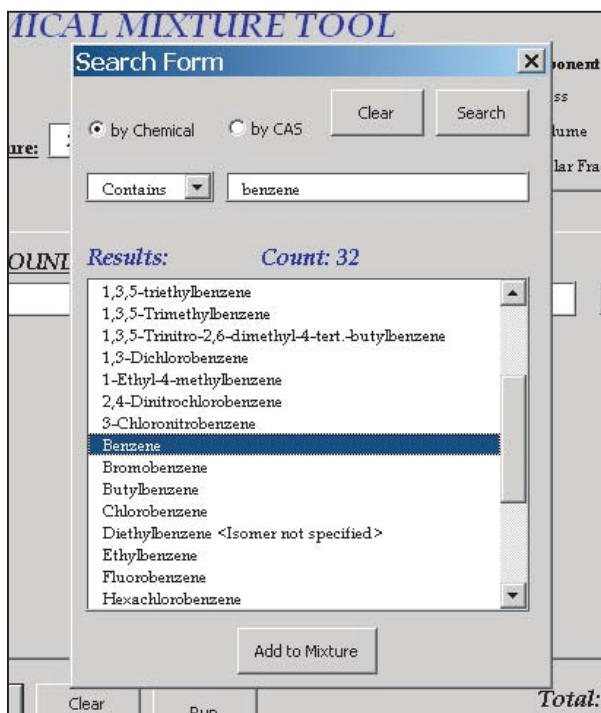 MICAL MIXTURE TOOL
Search Form
ponent
ss
lume
lar Fra
ure:
by Chemical
by CAS
Clear
Search
Contains
benzene
OUND
Results:
Count: 32
1,3,5-triethylbenzene
1,3,5-Trimethylbenzene
1,3,5-Trinitro-2,6-dimethyl-4-tert.-butylbenzene
1,3-Dichlorobenzene
1-Ethyl-4-methylbenzene
2,4-Dinitrochlorobenzene
3-Chloronitrobenzene
Benzene
Bromobenzene
Butylbenzene
Chlorobenzene
Diethylbenzene <Isomer not specified>
Ethylbenzene
Fluorobenzene
Hexachlorobenzene
Add to Mixture
Clear
Run
Total: